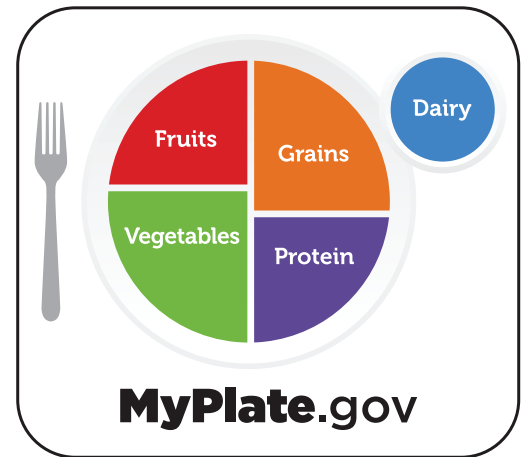 Fruits
Grains
Dairy
Vegetables
Protein
MyPlate.gov